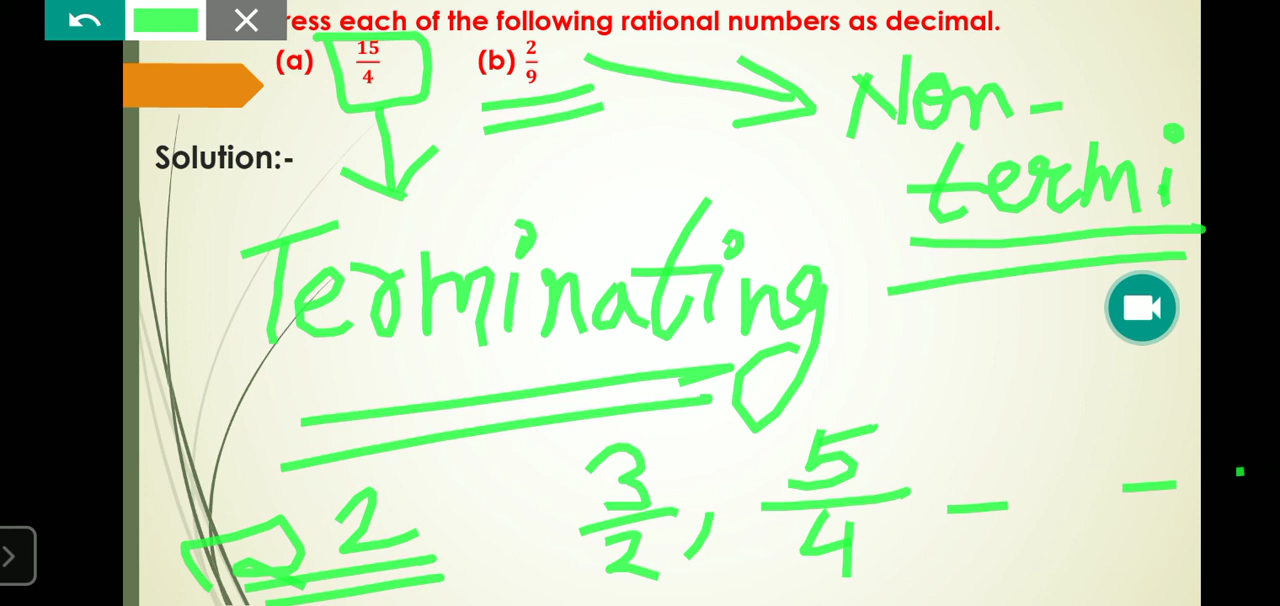 ress each of the following rational numbers as decimal.
(a) 15/4 (b) 2/9
Non-
termi
Solution:-
Terminating
2 3/2, 5/4 - -